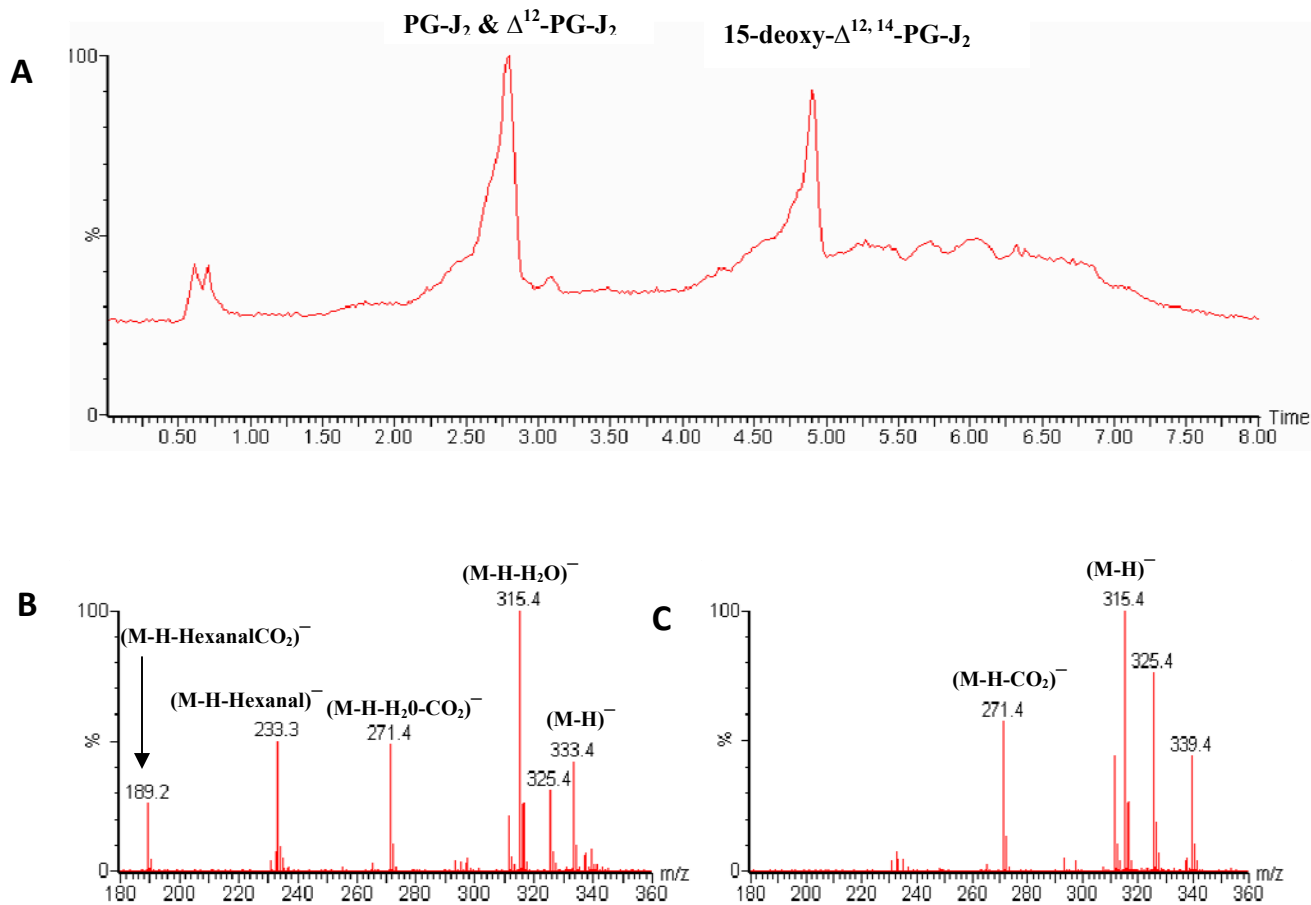 PG-J₂ & Δ¹²-PG-J₂
15-deoxy-Δ¹²,¹⁴-PG-J₂
A
100
%
0
0.50 1.00 1.50 2.00 2.50 3.00 3.50 4.00 4.50 5.00 5.50 6.00 6.50 7.00 7.50 8.00
Time
B
(M-H-H₂O)⁻
315.4
100
(M-H-HexanalCO₂)⁻
(M-H-Hexanal)⁻
233.3
(M-H-H₂0-CO₂)⁻
271.4
(M-H)⁻
333.4
325.4
189.2
%
0
180 200 220 240 260 280 300 320 340 360
m/z
C
(M-H)⁻
315.4
100
325.4
(M-H-CO₂)⁻
271.4
339.4
%
0
180 200 220 240 260 280 300 320 340 360
m/z